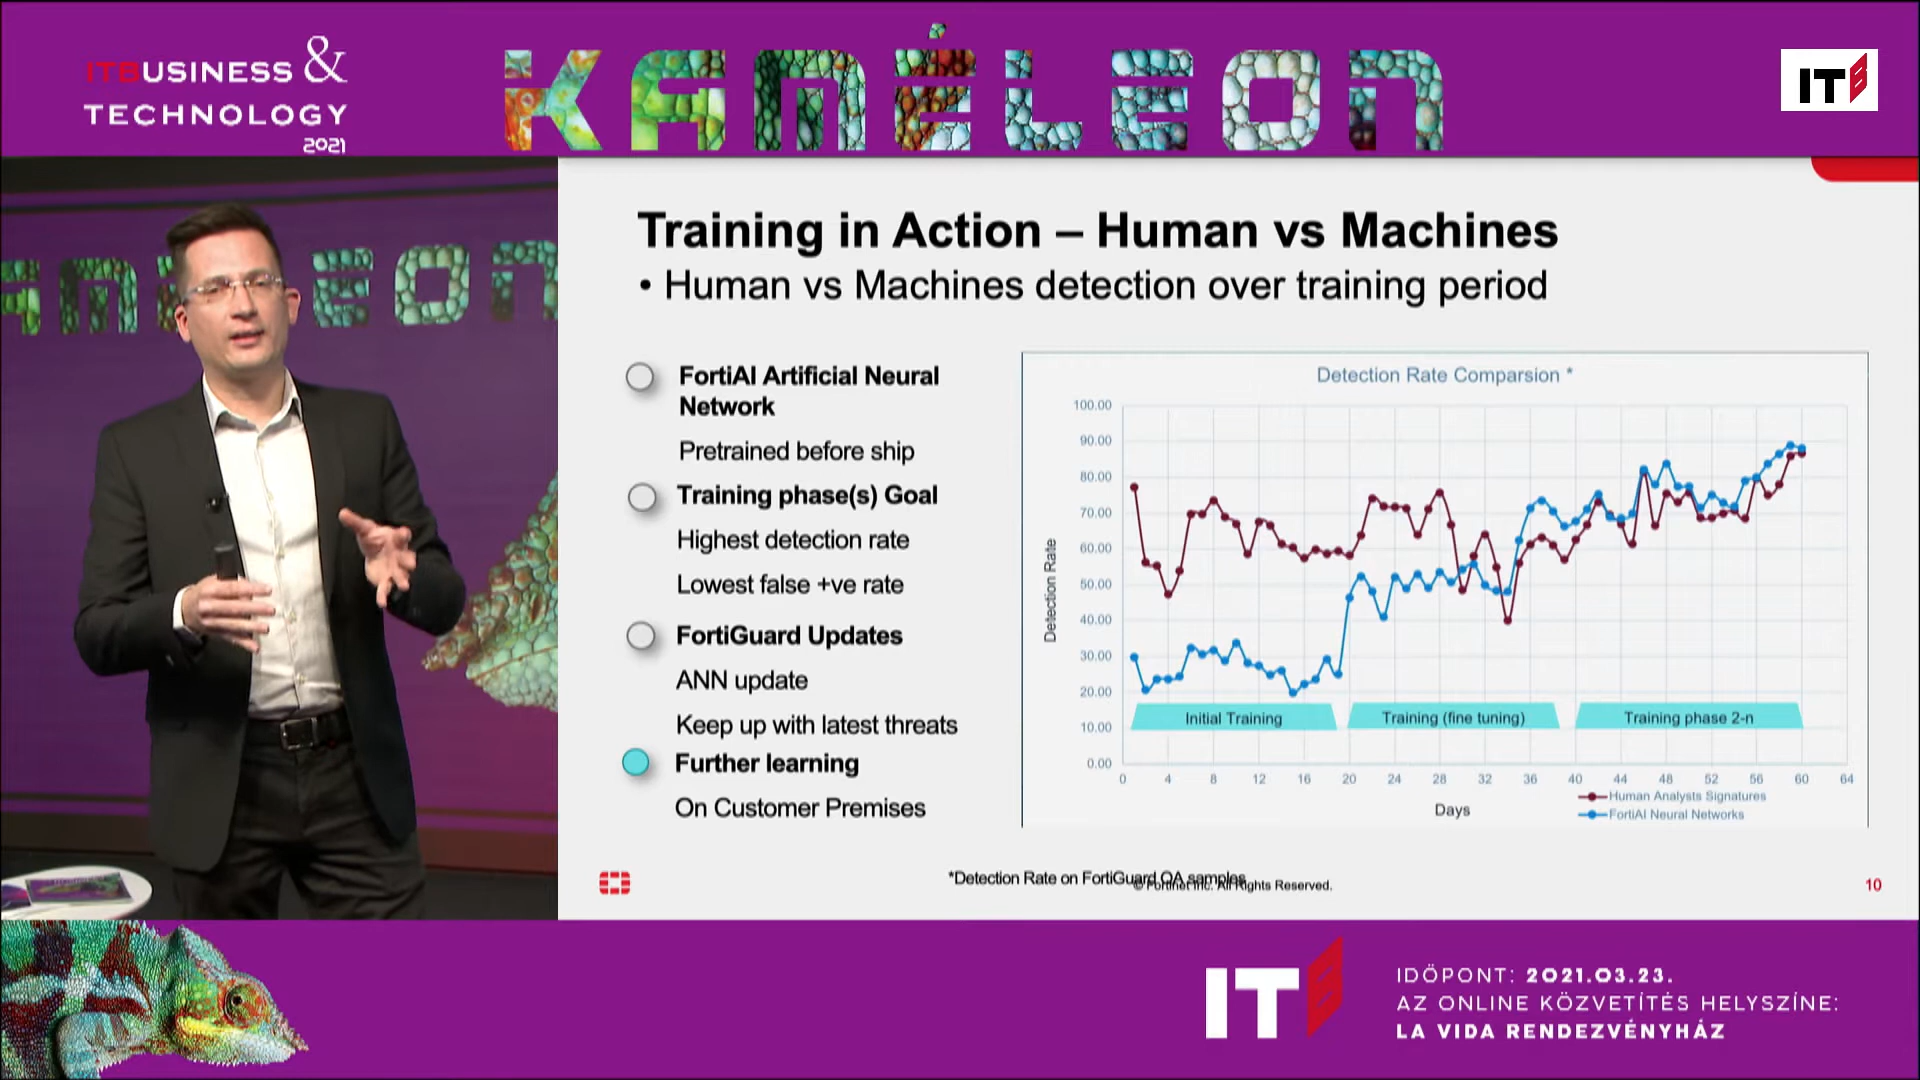 ITBUSINESS &
TECHNOLOGY
2021
KAMÉLEON
ITB
KAMÉLEON
Training in Action – Human vs Machines
• Human vs Machines detection over training period
FortiAI Artificial Neural
Network
Pretrained before ship
Training phase(s) Goal
Highest detection rate
Lowest false +ve rate
FortiGuard Updates
ANN update
Keep up with latest threats
Further learning
On Customer Premises
Detection Rate Comparsion *
100.00
90.00
80.00
70.00
60.00
50.00
40.00
30.00
20.00
10.00
0.00
Detection Rate
Initial Training
Training (fine tuning)
Training phase 2-n
0 4 8 12 16 20 24 28 32 36 40 44 48 52 56 60 64
Days
Human Analysts Signatures
FortiAI Neural Networks
*Detection Rate on FortiGuard QA samples
© Fortinet Inc. All Rights Reserved.
10
ITB
IDŐPONT: 2021.03.23.
AZ ONLINE KÖZVETÍTÉS HELYSZÍNE:
LA VIDA RENDEZVÉNYHÁZ